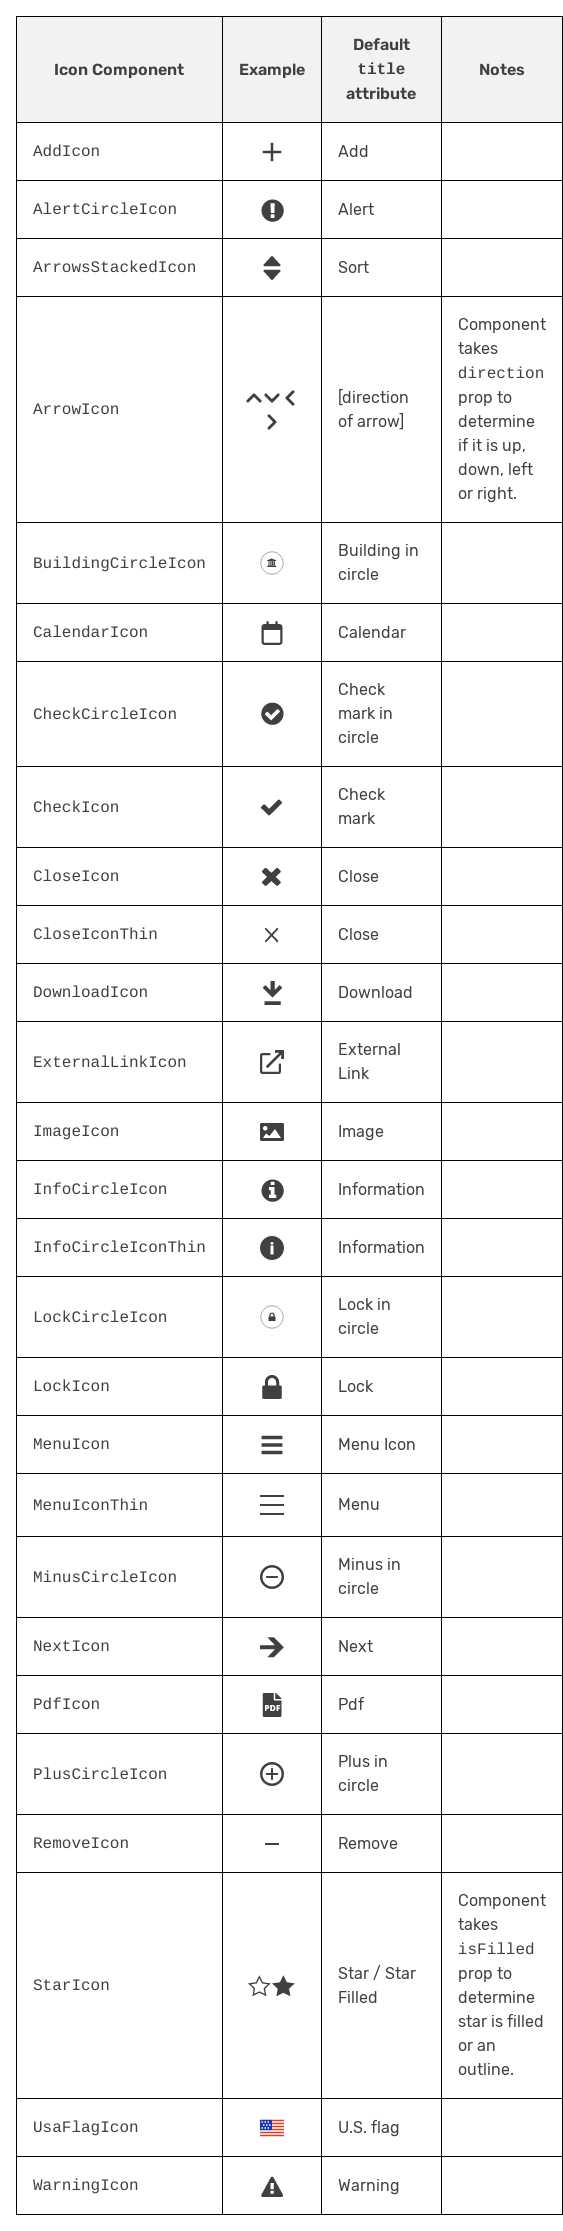 Icon Component
Example
Default
title
attribute
Notes
AddIcon
Add
AlertCircleIcon
Alert
ArrowsStackedIcon
Sort
ArrowIcon
[direction
of arrow]
Component
takes
direction
prop to
determine
if it is up,
down, left
or right.
BuildingCircleIcon
Building in
circle
CalendarIcon
Calendar
CheckCircleIcon
Check
mark in
circle
CheckIcon
Check
mark
CloseIcon
Close
CloseIconThin
Close
DownloadIcon
Download
ExternalLinkIcon
External
Link
ImageIcon
Image
InfoCircleIcon
Information
InfoCircleIconThin
Information
LockCircleIcon
Lock in
circle
LockIcon
Lock
MenuIcon
Menu Icon
MenuIconThin
Menu
MinusCircleIcon
Minus in
circle
NextIcon
Next
PdfIcon
PDF
Pdf
PlusCircleIcon
Plus in
circle
RemoveIcon
Remove
StarIcon
Star / Star
Filled
Component
takes
isFilled
prop to
determine
star is filled
or an
outline.
UsaFlagIcon
U.S. flag
WarningIcon
Warning